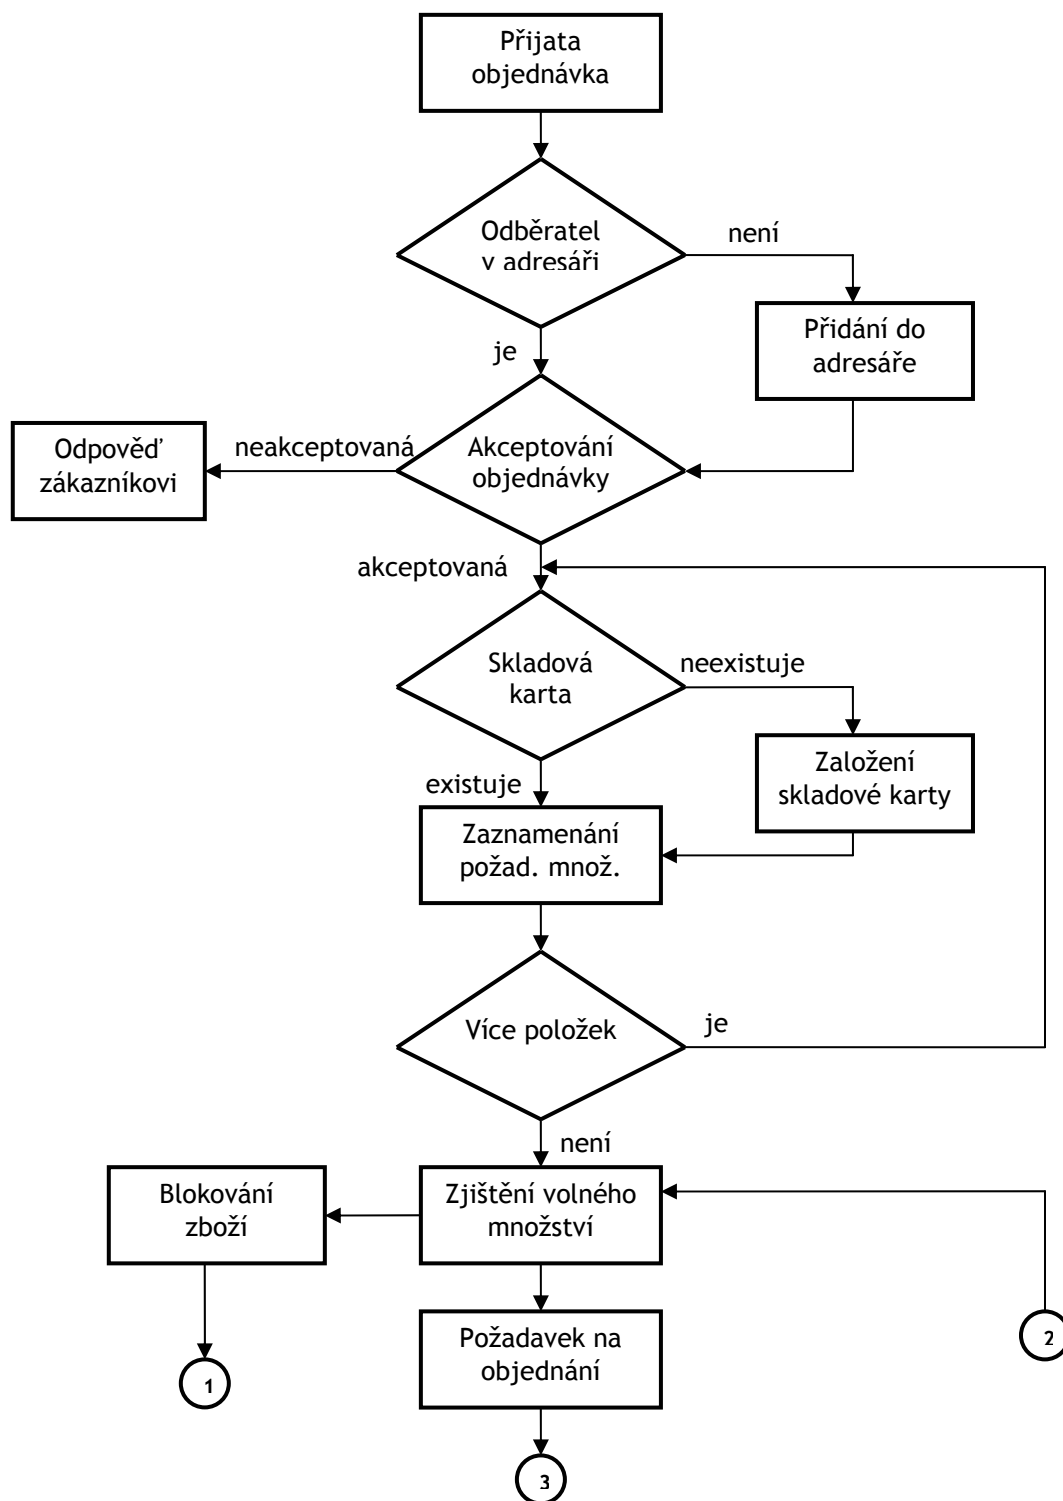 Přijata
objednávka
Odběratel
v adresáři
není
Přidání do
adresáře
je
Odpověď
zákazníkovi
neakceptovaná
Akceptování
objednávky
akceptovaná
Skladová
karta
neexistuje
Založení
skladové karty
existuje
Zaznamenání
požad. množ.
Více položek
je
není
Blokování
zboží
Zjištění volného
množství
Požadavek na
objednání
2
1
3